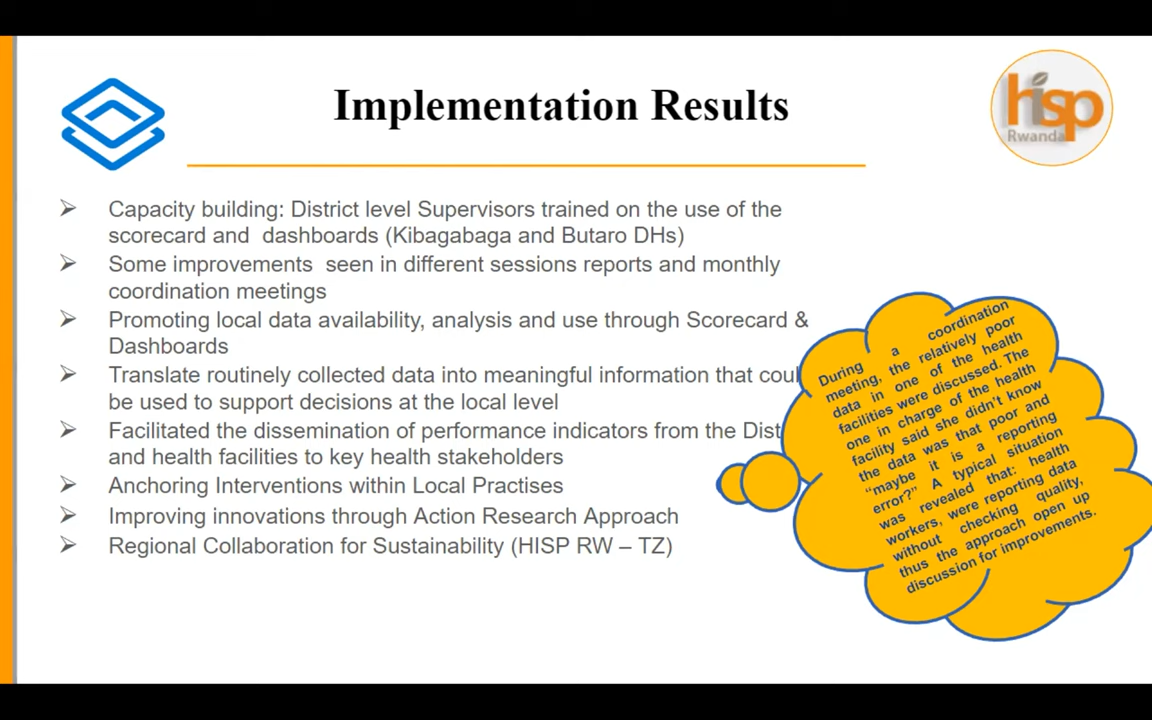 Implementation Results
hisp
Rwanda
Capacity building: District level Supervisors trained on the use of the
scorecard and dashboards (Kibagabaga and Butaro DHs)
Some improvements seen in different sessions reports and monthly
coordination meetings
Promoting local data availability, analysis and use through Scorecard &
Dashboards
Translate routinely collected data into meaningful information that coul
be used to support decisions at the local level
Facilitated the dissemination of performance indicators from the Dist
and health facilities to key health stakeholders
Anchoring Interventions within Local Practises
Improving innovations through Action Research Approach
Regional Collaboration for Sustainability (HISP RW – TZ)
During a coordination
meeting, the relatively poor
data in one of the health
facilities were discussed. The
one in charge of the health
facility said she didn't know
the data was that poor and
"maybe it is a reporting
error?" A typical situation
was revealed that: health
workers, were reporting data
without checking quality,
thus the approach open up
discussion for improvements.